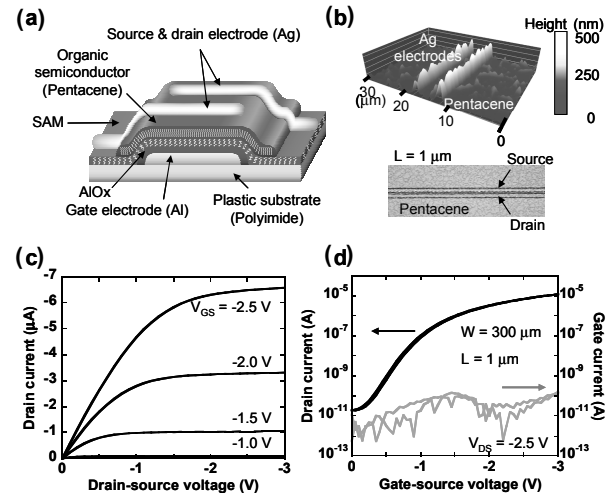 (a)
Source & drain electrode (Ag)
Organic
semiconductor
(Pentacene)
SAM
AlOx
Gate electrode (Al)
Plastic substrate
(Polyimide)
(b)
Height (nm)
500
250
0
Ag
electrodes
Pentacene
30
(μm)
20
10
0
L = 1 μm
Source
Pentacene
Drain
(c)
-7
-6
-5
-4
-3
-2
-1
0
Drain current (μA)
V_GS = -2.5 V
-2.0 V
-1.5 V
-1.0 V
0
-1
-2
-3
Drain-source voltage (V)
(d)
10⁻⁵
10⁻⁷
10⁻⁹
10⁻¹¹
10⁻¹³
Drain current (A)
W = 300 μm
L = 1 μm
V_DS = -2.5 V
10⁻⁵
10⁻⁷
10⁻⁹
10⁻¹¹
10⁻¹³
Gate current (A)
0
-1
-2
-3
Gate-source voltage (V)